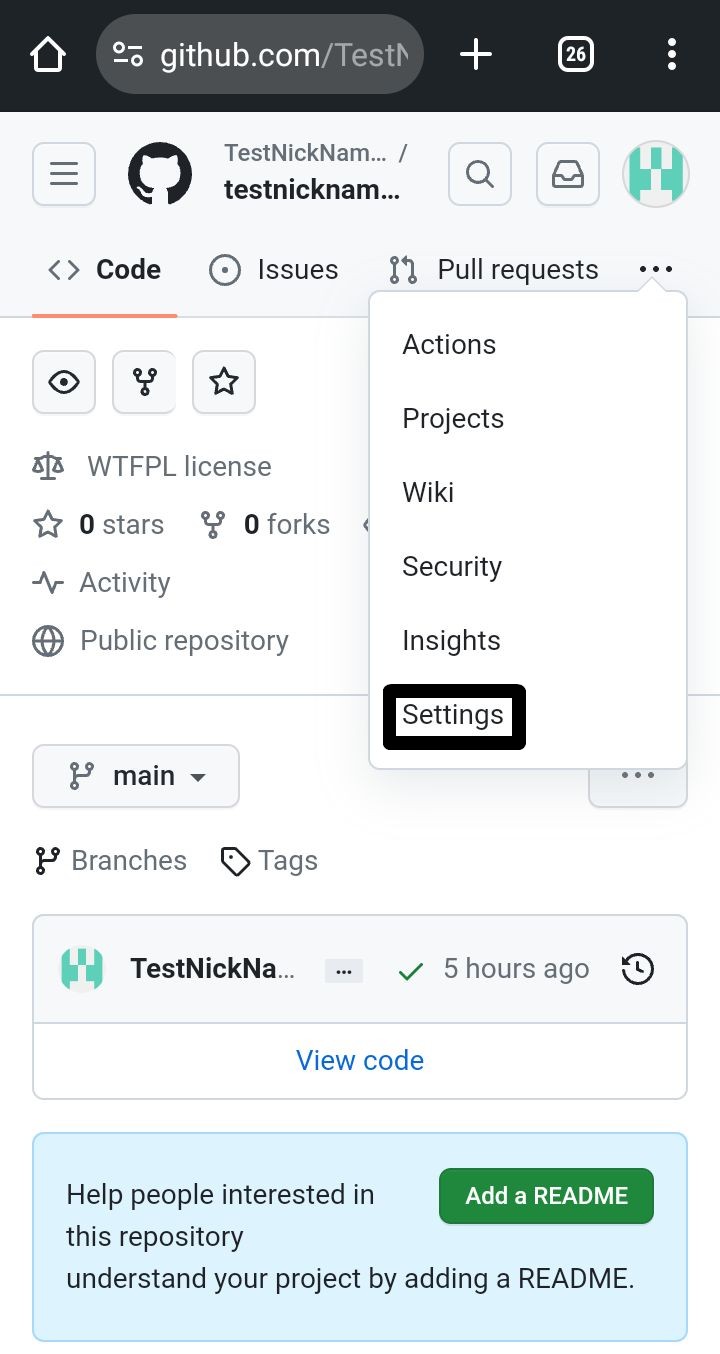 github.com/TestN
26
TestNickNam... /
testnicknam...
Code
Issues
Pull requests
Actions
Projects
Wiki
Security
Insights
Settings
WTFPL license
0 stars
0 forks
Activity
Public repository
main
Branches
Tags
TestNickNa...
5 hours ago
View code
Help people interested in
this repository
understand your project by adding a README.
Add a README